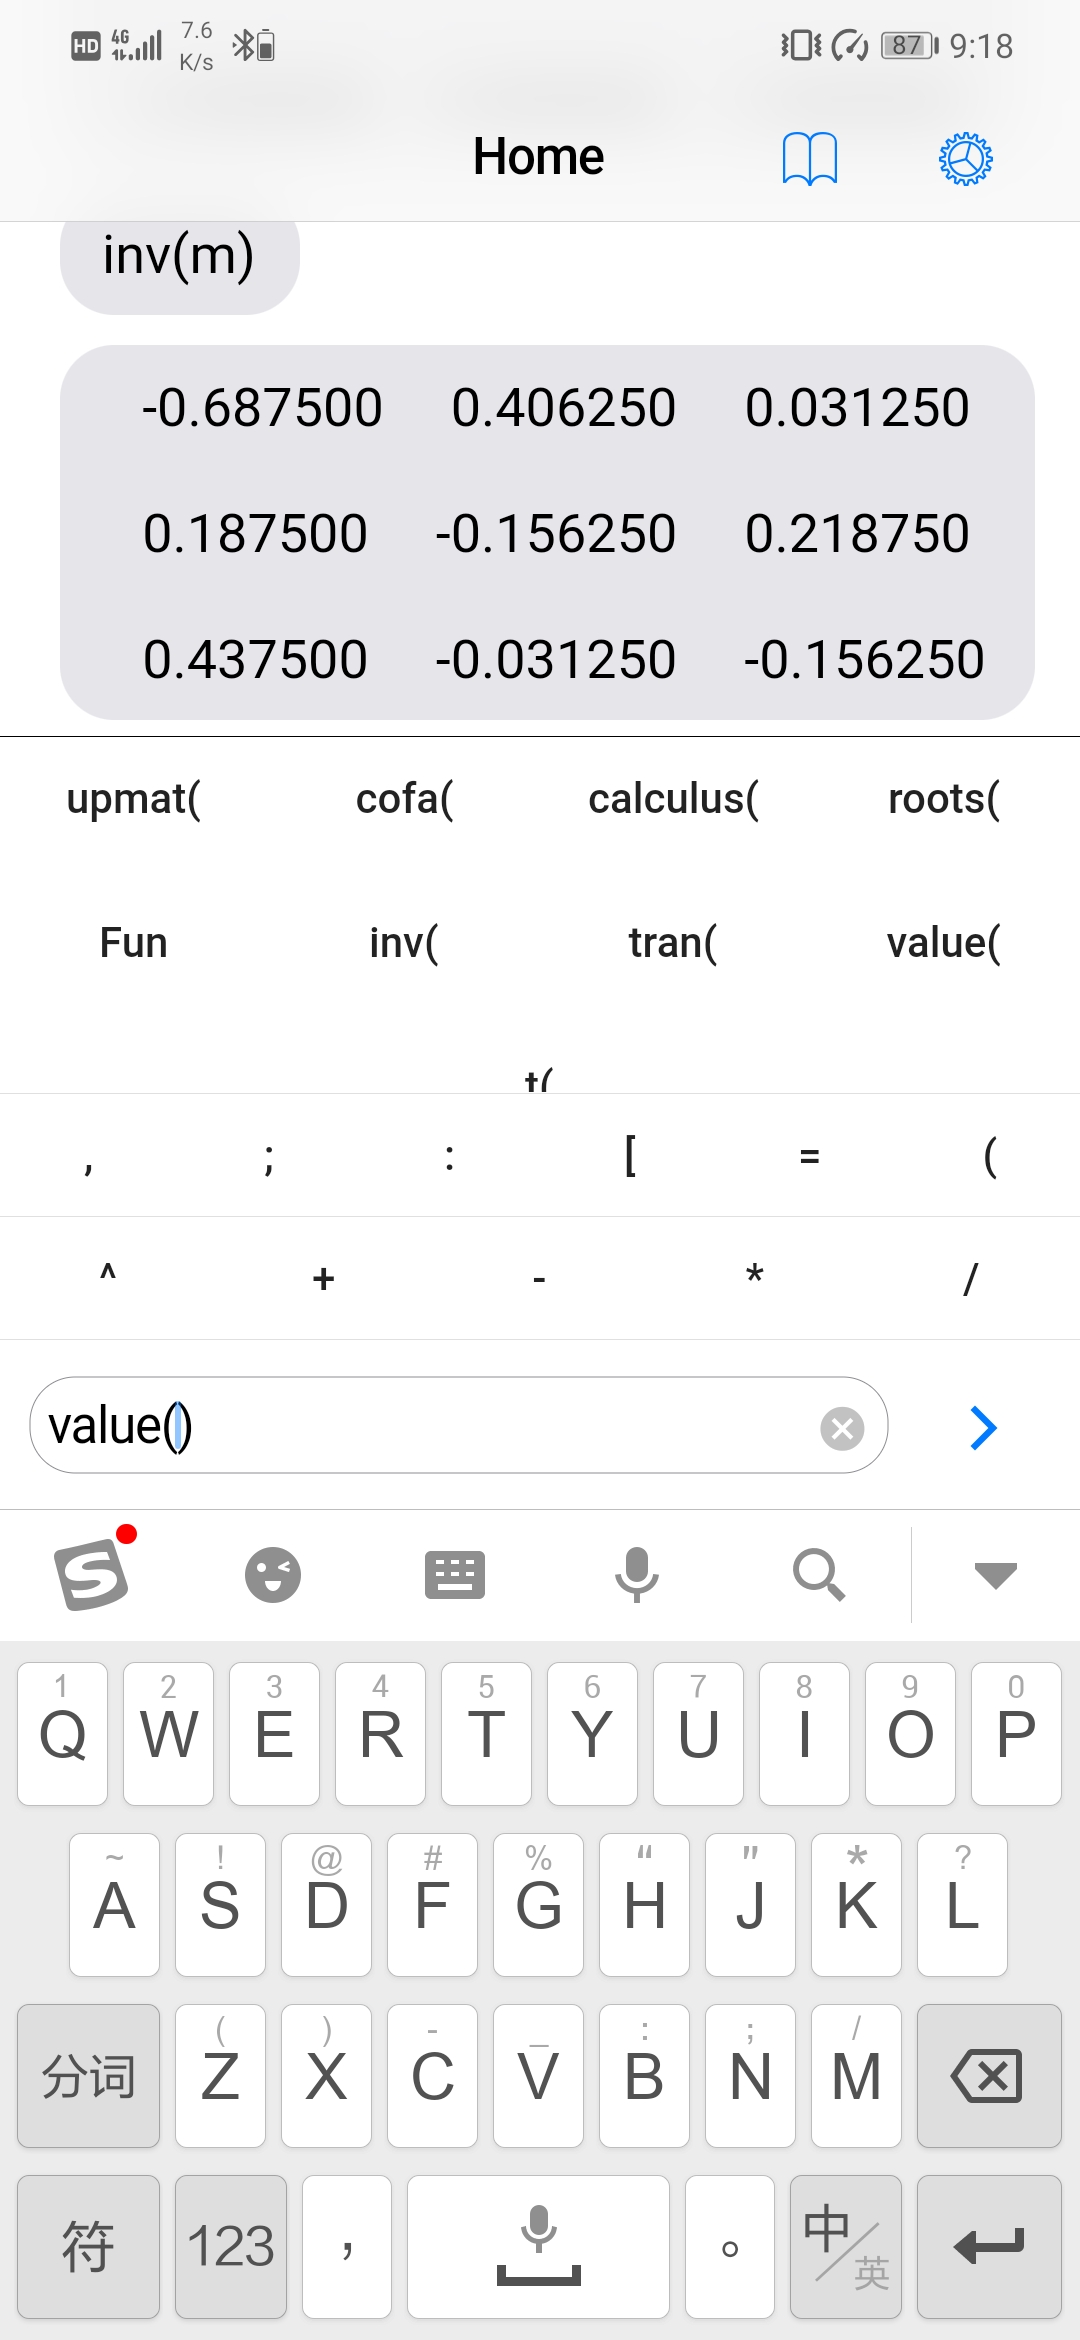 HD 4G 7.6 K/s 87 9:18
Home
inv(m)
-0.687500 0.406250 0.031250
0.187500 -0.156250 0.218750
0.437500 -0.031250 -0.156250
upmat( cofa( calculus( roots(
Fun inv( tran( value(
t(
, ; : [ = (
^ + - * /
value()
1 2 3 4 5 6 7 8 9 0
Q W E R T Y U I O P
~ ! @ # % “ " * ?
A S D F G H J K L
( ) - _ : ; /
分词 Z X C V B N M
符 123 , 。 中/英